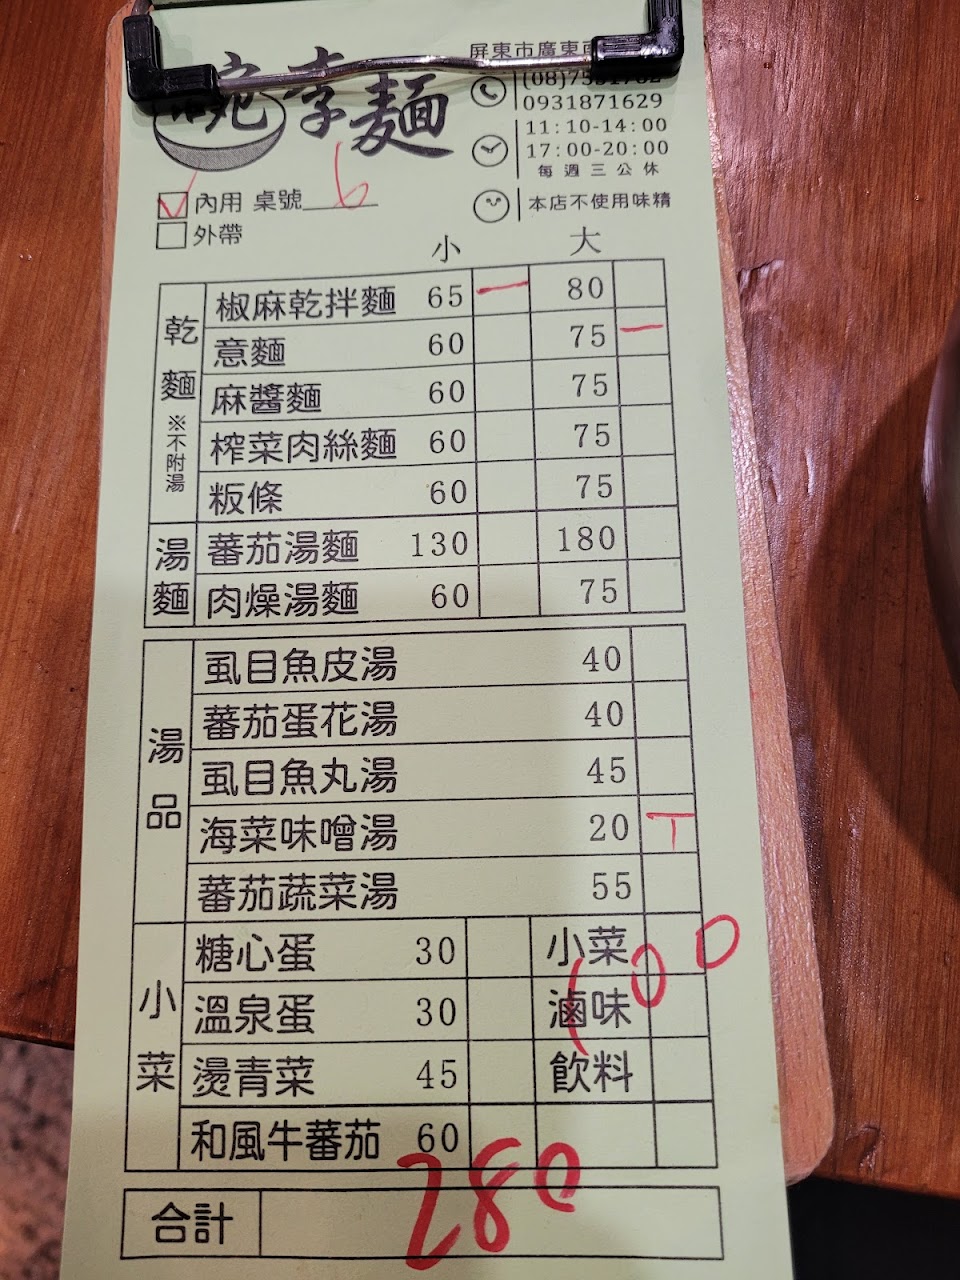 碗李麵
屏東市廣東南
0931871629
11:10-14:00
17:00-20:00
每週三公休
本店不使用味精
內用 桌號 6
外帶
小 大
乾麵
※不附湯
椒麻乾拌麵 65 一 80
意麵 60 75 一
麻醬麵 60 75
榨菜肉絲麵 60 75
粄條 60 75
湯麵
蕃茄湯麵 130 180
肉燥湯麵 60 75
湯品
虱目魚皮湯 40
蕃茄蛋花湯 40
虱目魚丸湯 45
海菜味噌湯 20 T
蕃茄蔬菜湯 55
小菜
糖心蛋 30 小菜 100
溫泉蛋 30 滷味
燙青菜 45 飲料
和風牛蕃茄 60
合計 280